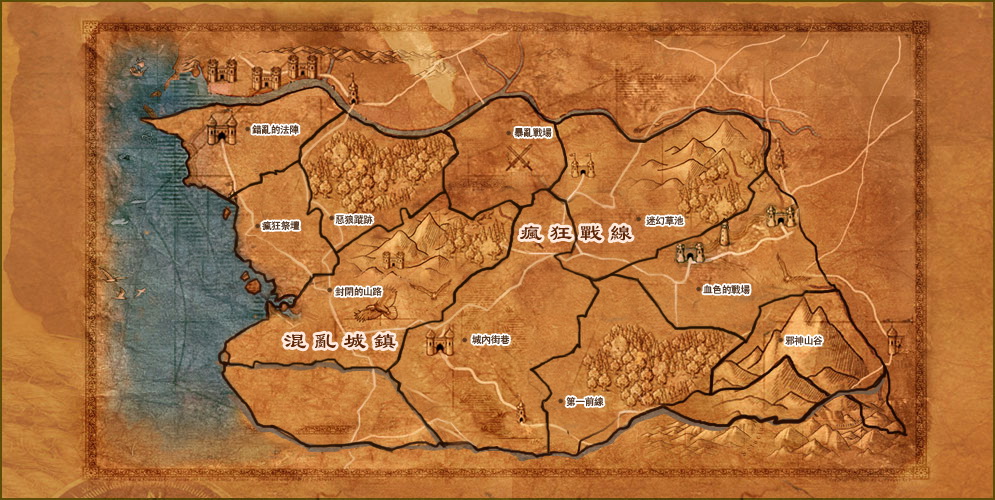 錯亂的法陣
暴亂戰場
瘋狂祭壇
惡狼蹤跡
迷幻草池
瘋狂戰線
封閉的山路
血色的戰場
混亂城鎮
城內街巷
邪神山谷
第一前線